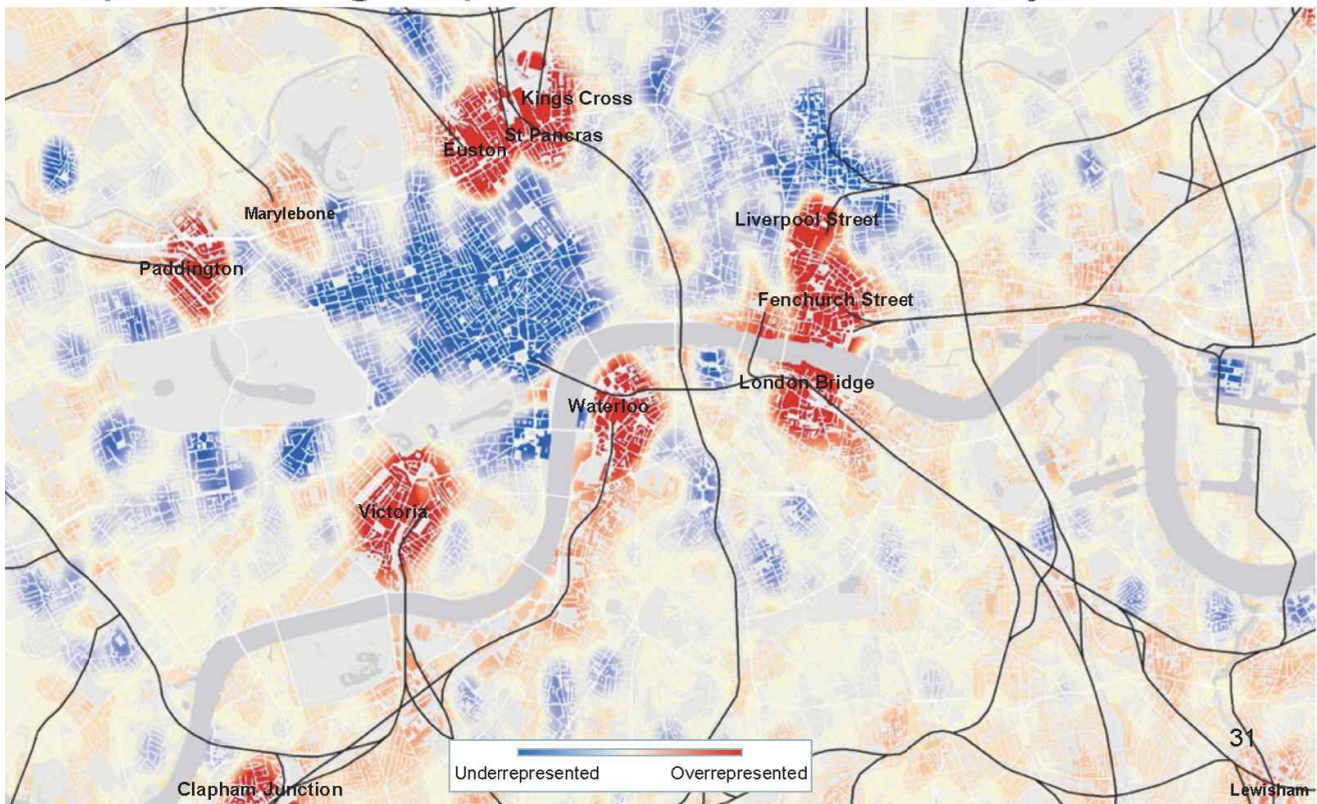 Kings Cross
St Pancras
Euston
Marylebone
Liverpool Street
Paddington
Fenchurch Street
London Bridge
Waterloo
Victoria
31
Underrepresented Overrepresented
Clapham Junction
Lewisham